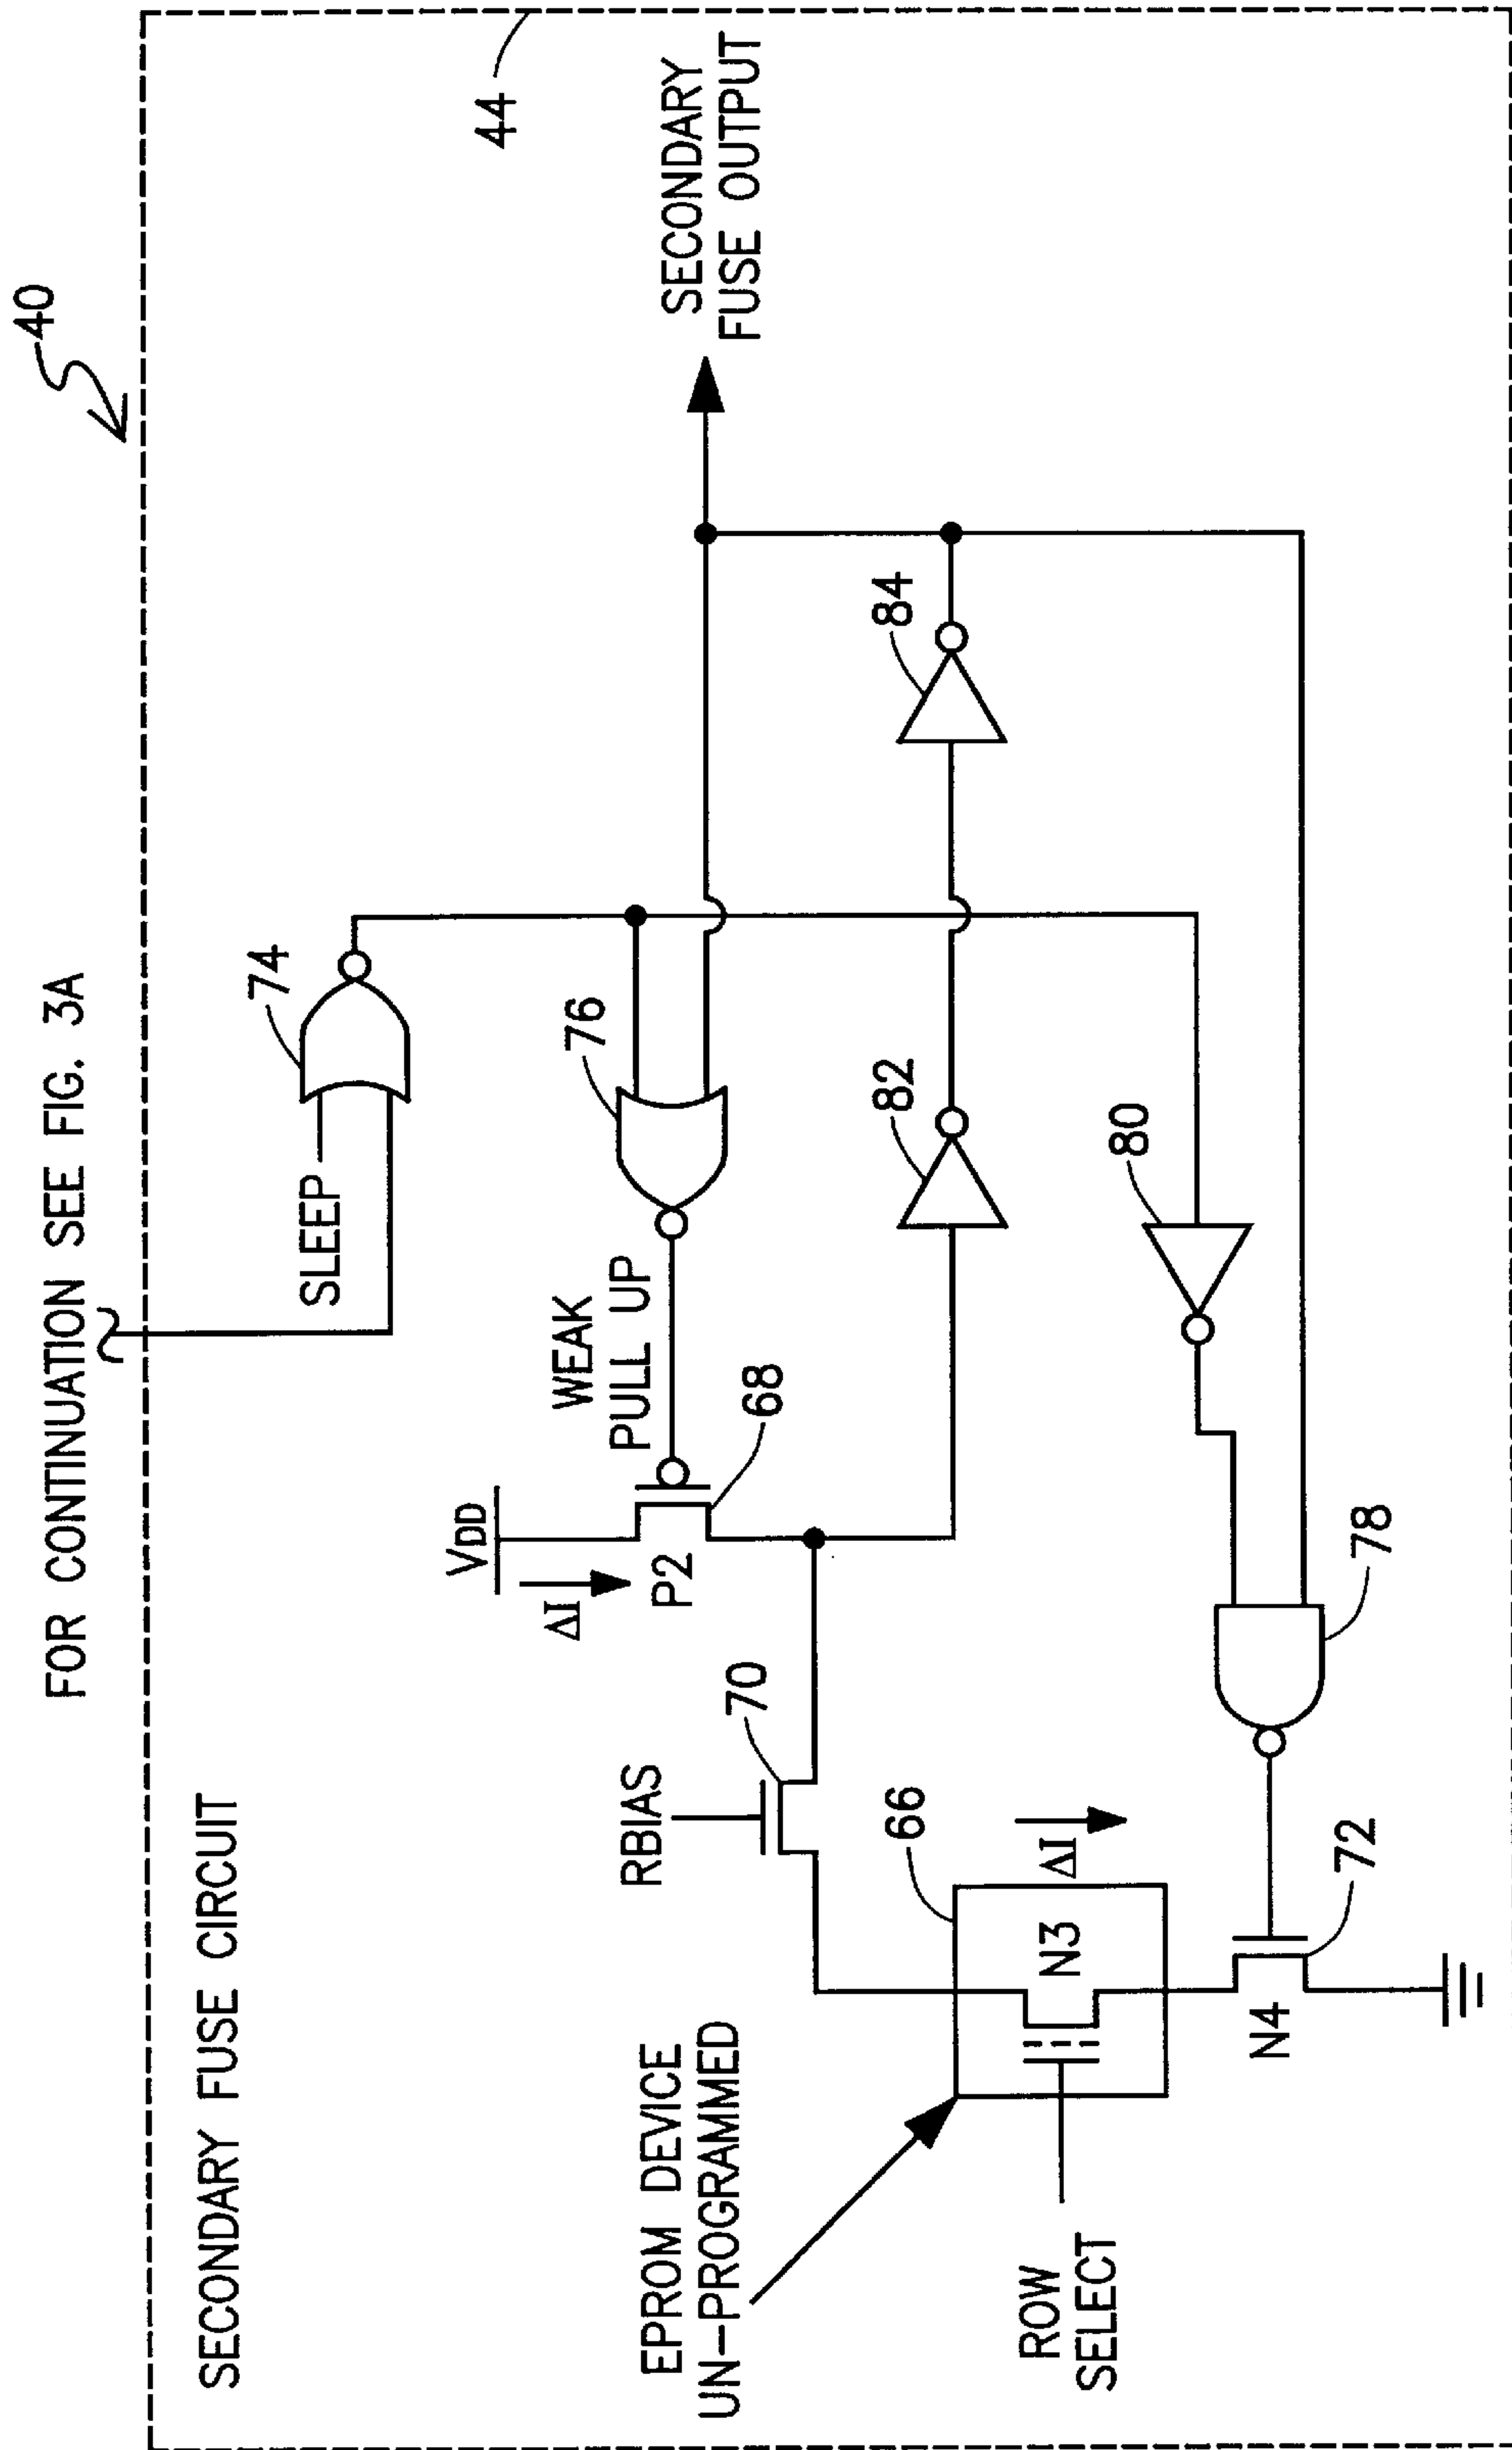 FOR CONTINUATION SEE FIG. 3A
40
SECONDARY FUSE CIRCUIT
44
74
SLEEP
VDD
ΔI
WEAK
PULL UP
76
P2
68
SECONDARY
FUSE OUTPUT
RBIAS
70
EPROM DEVICE
UN-PROGRAMMED
66
82
84
N3
ΔI
ROW
SELECT
80
78
N4
72